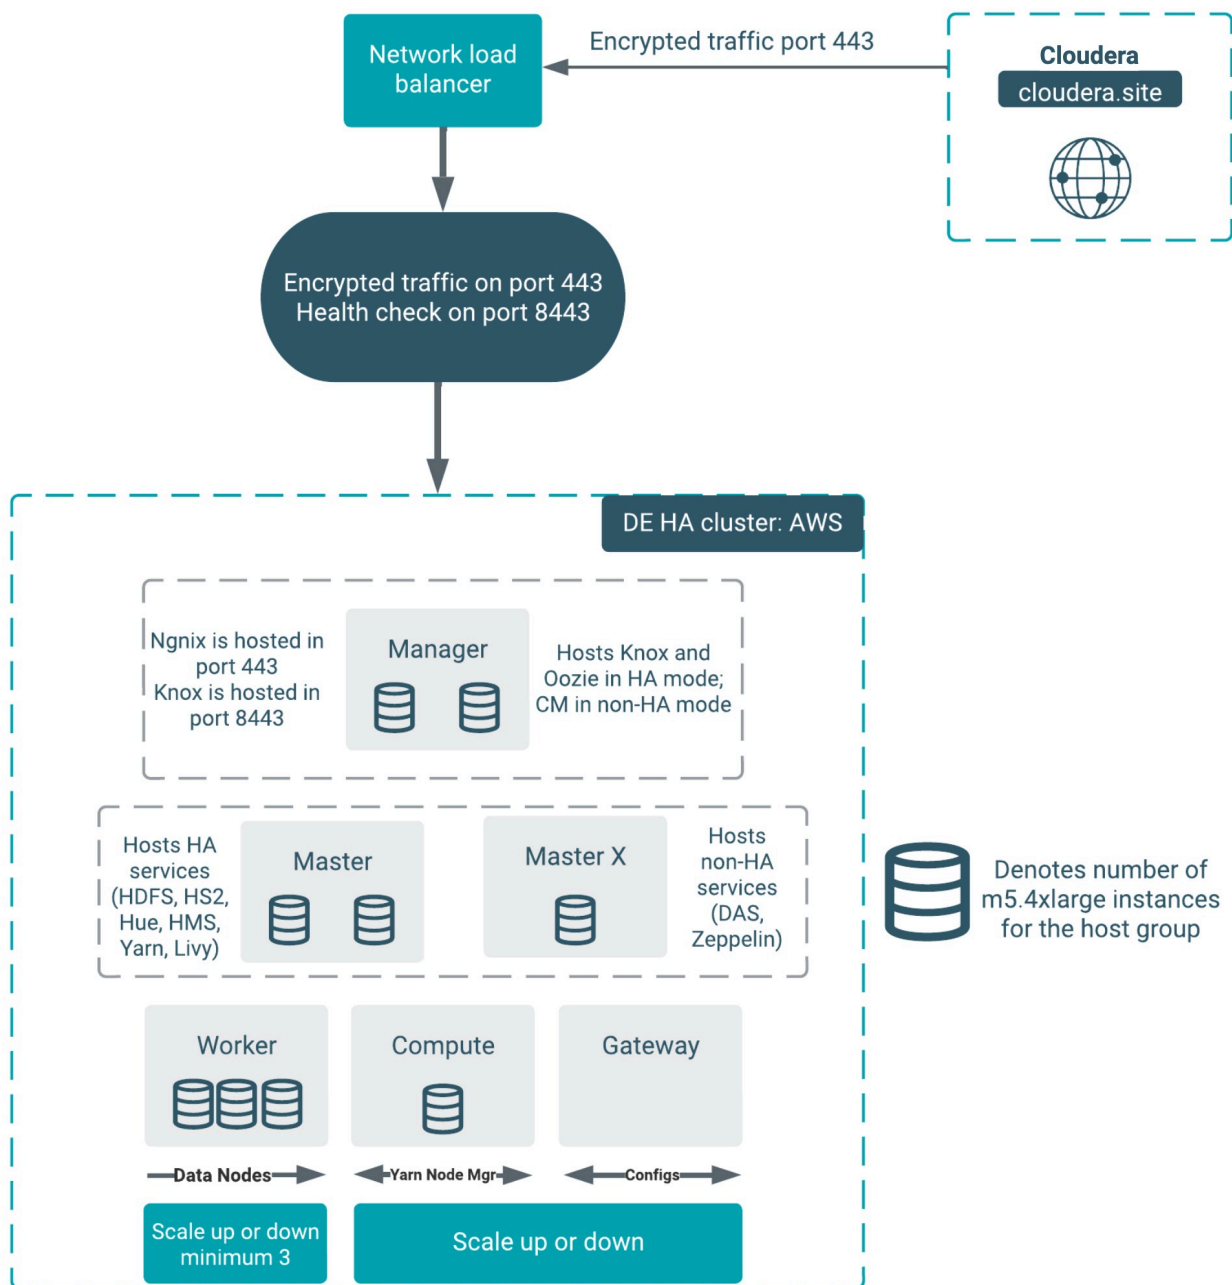 Network load
balancer
Encrypted traffic port 443
Cloudera
cloudera.site
Encrypted traffic on port 443
Health check on port 8443
DE HA cluster: AWS
Ngnix is hosted in
port 443
Knox is hosted in
port 8443
Manager
Hosts Knox and
Oozie in HA mode;
CM in non-HA mode
Hosts HA
services
(HDFS, HS2,
Hue, HMS,
Yarn, Livy)
Master
Master X
Hosts
non-HA
services
(DAS,
Zeppelin)
Denotes number of
m5.4xlarge instances
for the host group
Worker
Compute
Gateway
Data Nodes
Yarn Node Mgr
Configs
Scale up or down
minimum 3
Scale up or down